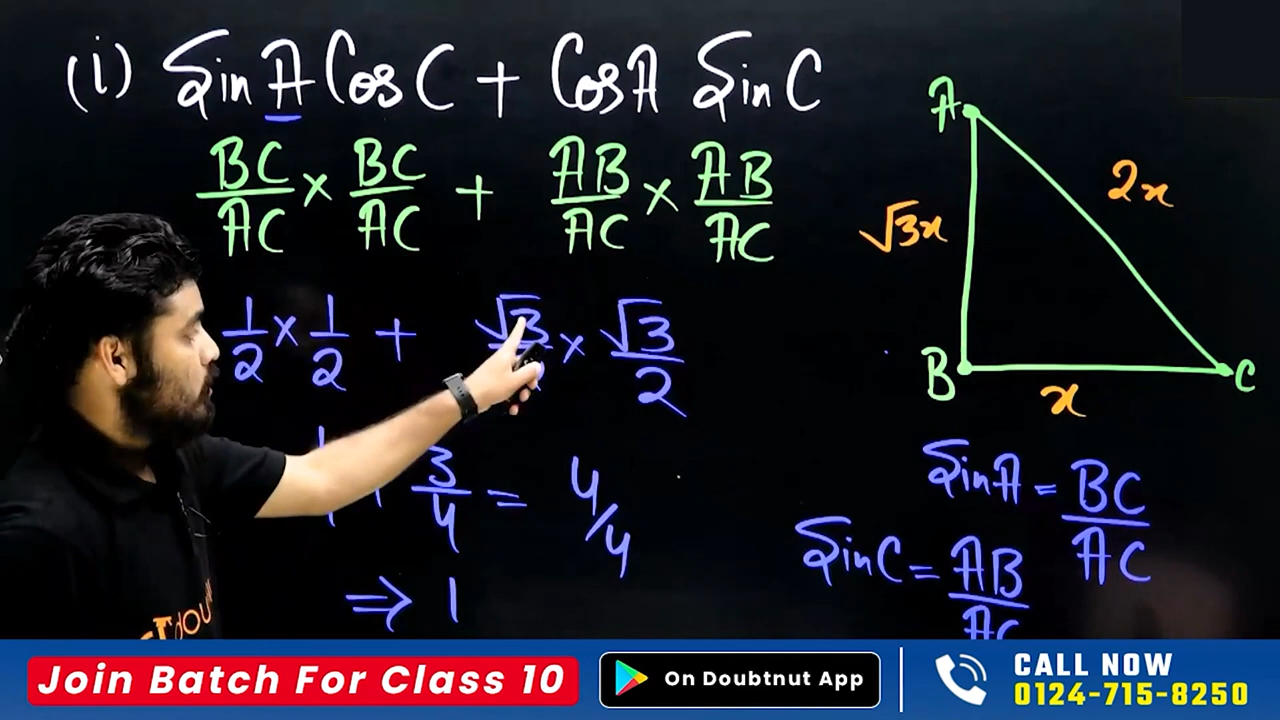 (i) Sin A Cos C + Cos A Sin C
BC/AC × BC/AC + AB/AC × AB/AC
1/2 × 1/2 + √3 × √3/2
+ 3/4 = 4/4
⇒ 1
A
2x
√3x
B
x
C
Sin A = BC/AC
Sin C = AB/AC
Join Batch For Class 10
On Doubtnut App
CALL NOW
0124-715-8250